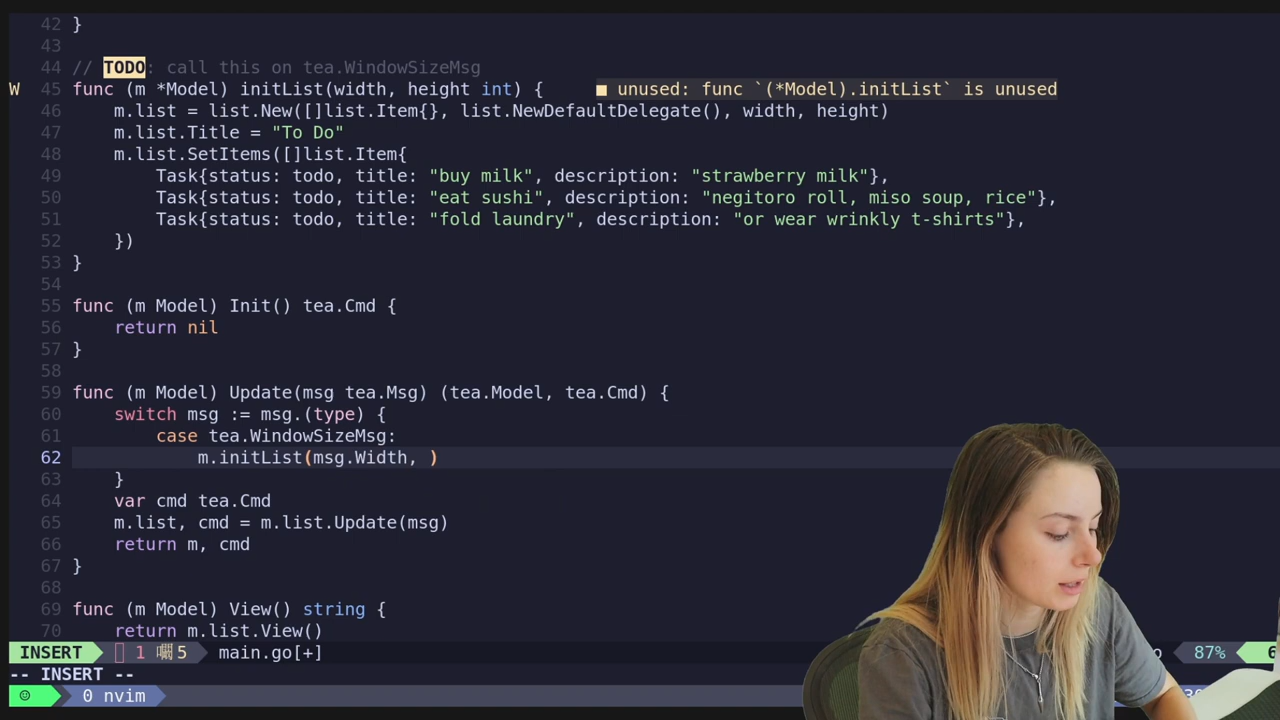 42 }
43
44 // TODO: call this on tea.WindowSizeMsg
W 45 func (m *Model) initList(width, height int) { ■ unused: func `(*Model).initList` is unused
46 m.list = list.New([]list.Item{}, list.NewDefaultDelegate(), width, height)
47 m.list.Title = "To Do"
48 m.list.SetItems([]list.Item{
49 Task{status: todo, title: "buy milk", description: "strawberry milk"},
50 Task{status: todo, title: "eat sushi", description: "negitoro roll, miso soup, rice"},
51 Task{status: todo, title: "fold laundry", description: "or wear wrinkly t-shirts"},
52 })
53 }
54
55 func (m Model) Init() tea.Cmd {
56 return nil
57 }
58
59 func (m Model) Update(msg tea.Msg) (tea.Model, tea.Cmd) {
60 switch msg := msg.(type) {
61 case tea.WindowSizeMsg:
62 m.initList(msg.Width, )
63 }
64 var cmd tea.Cmd
65 m.list, cmd = m.list.Update(msg)
66 return m, cmd
67 }
68
69 func (m Model) View() string {
70 return m.list.View()
INSERT 1 5 main.go[+] 87%
-- INSERT --
0 nvim